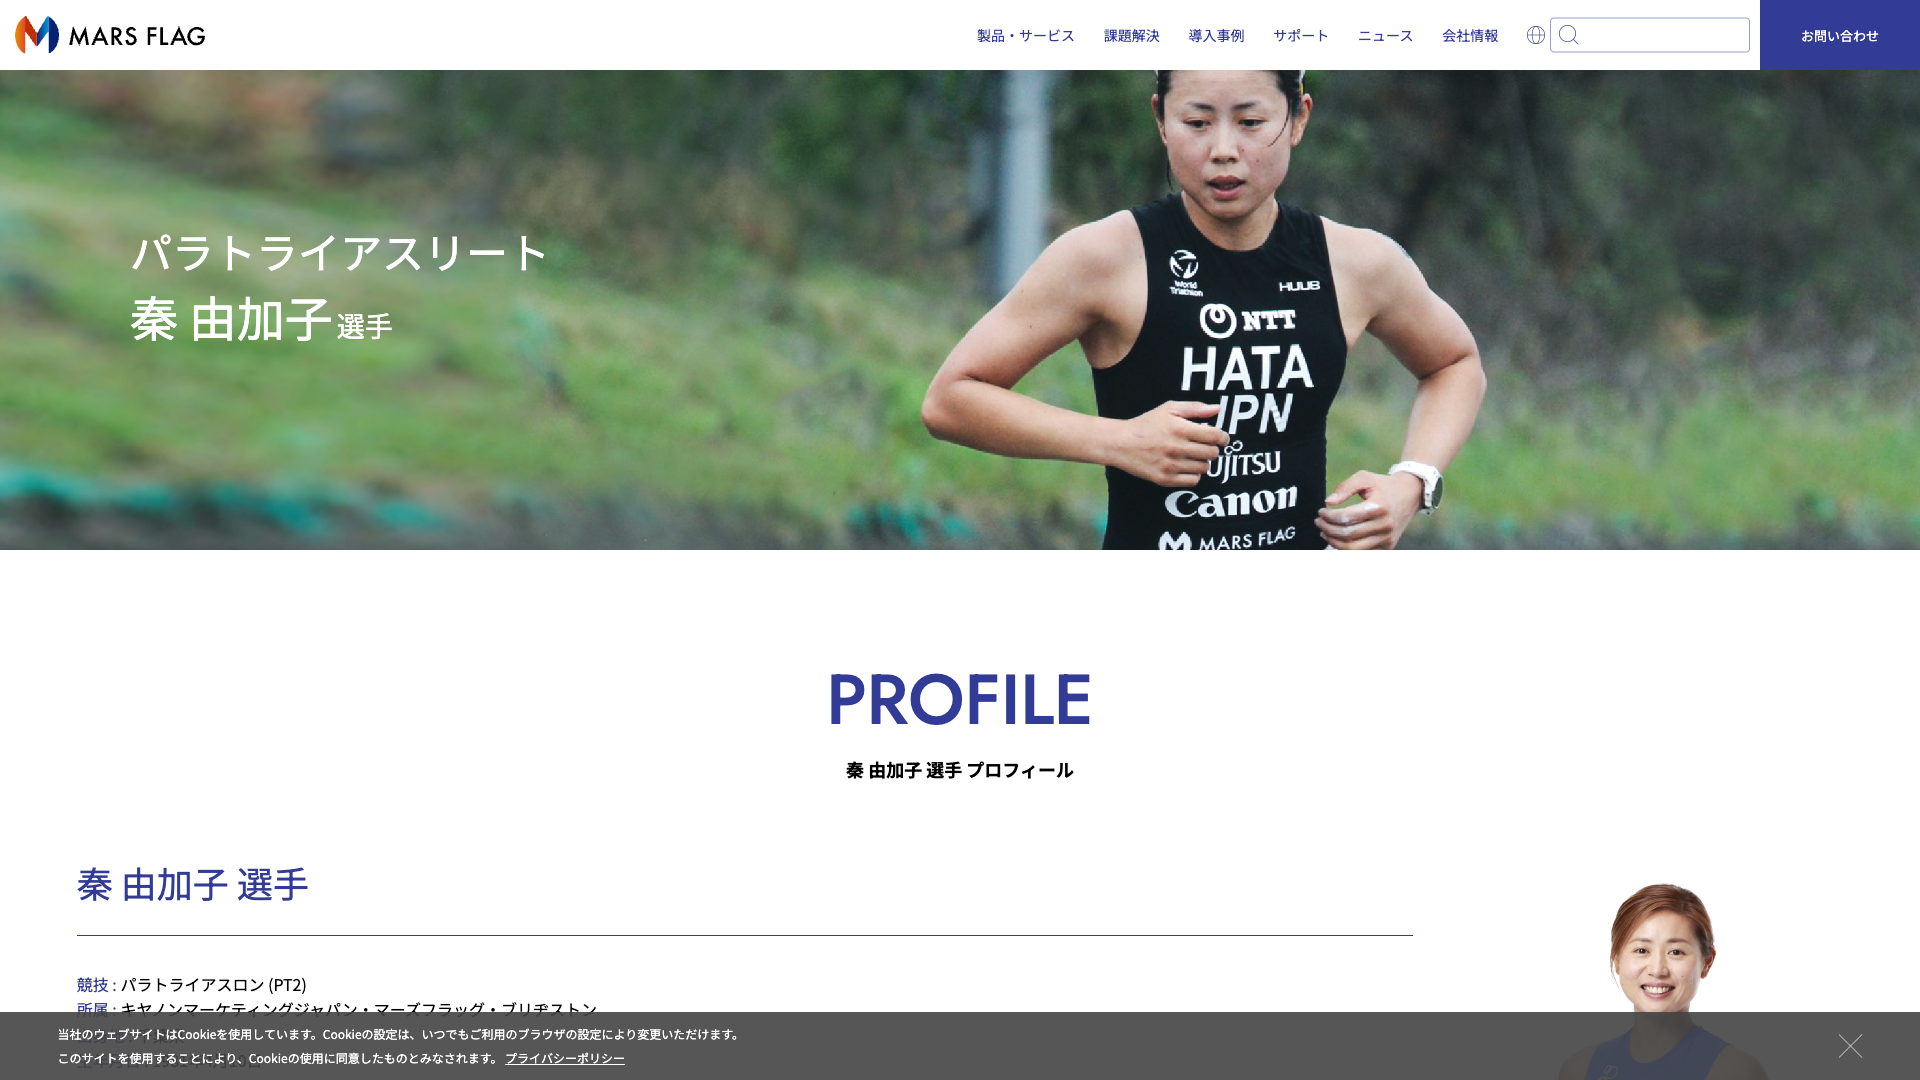 MARS FLAG
製品・サービス
課題解決
導入事例
サポート
ニュース
会社情報
お問い合わせ
パラトライアスリート
秦 由加子 選手
World
Triathlon
HUUB
NTT
HATA
JPN
Canon
MARS FLAG
PROFILE
秦 由加子 選手 プロフィール
秦 由加子 選手
競技 : パラトライアスロン (PT2)
所属 : キヤノンマーケティングジャパン・マーズフラッグ・ブリヂストン
当社のウェブサイトはCookieを使用しています。Cookieの設定は、いつでもご利用のブラウザの設定により変更いただけます。
このサイトを使用することにより、Cookieの使用に同意したものとみなされます。 プライバシーポリシー